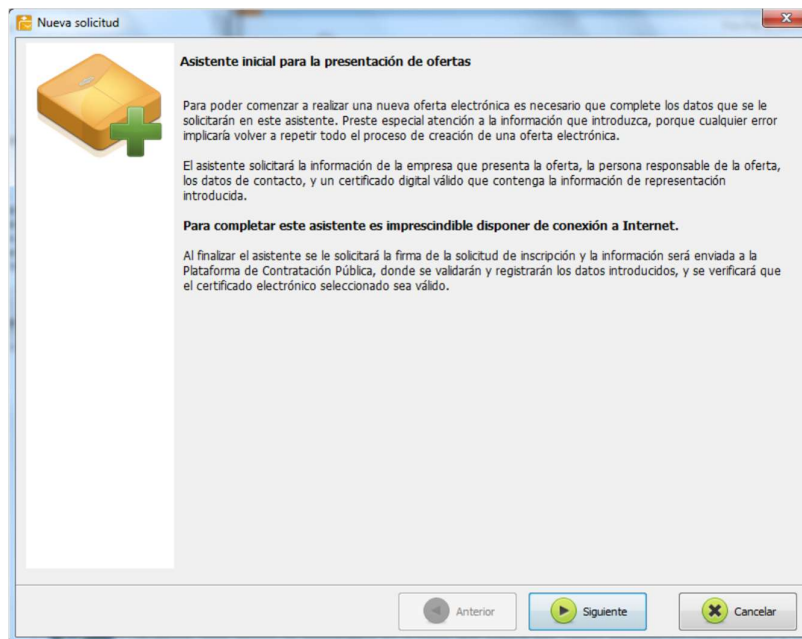 Nueva solicitud
Asistente inicial para la presentación de ofertas
Para poder comenzar a realizar una nueva oferta electrónica es necesario que complete los datos que se le
solicitarán en este asistente. Preste especial atención a la información que introduzca, porque cualquier error
implicaría volver a repetir todo el proceso de creación de una oferta electrónica.
El asistente solicitará la información de la empresa que presenta la oferta, la persona responsable de la oferta,
los datos de contacto, y un certificado digital válido que contenga la información de representación
introducida.
Para completar este asistente es imprescindible disponer de conexión a Internet.
Al finalizar el asistente se le solicitará la firma de la solicitud de inscripción y la información será enviada a la
Plataforma de Contratación Pública, donde se validarán y registrarán los datos introducidos, y se verificará que
el certificado electrónico seleccionado sea válido.
Anterior
Siguiente
Cancelar